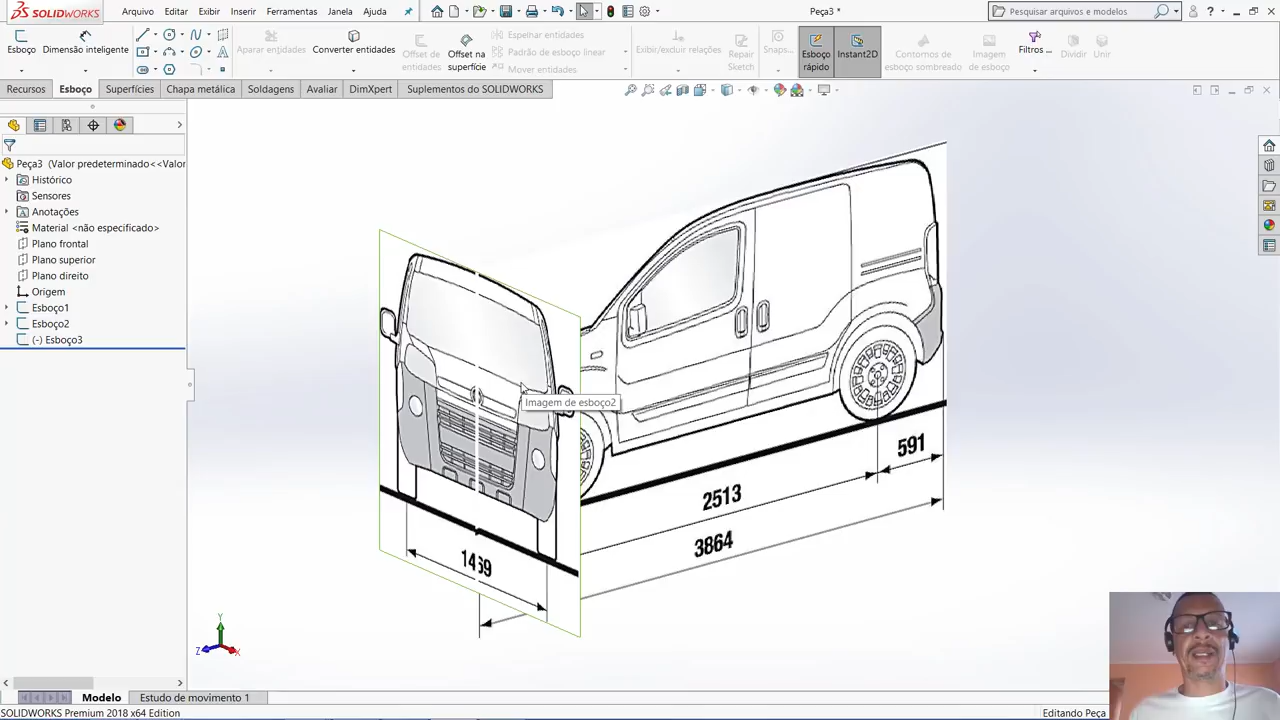 SOLIDWORKS
Arquivo Editar Exibir Inserir Ferramentas Janela Ajuda
Peça3 *
Pesquisar arquivos e modelos
Esboço
Dimensão inteligente
Aparar entidades
Converter entidades
Offset de entidades
Offset na superfície
Espelhar entidades
Padrão de esboço linear
Mover entidades
Exibir/excluir relações
Repair Sketch
Snaps...
Esboço rápido
Instant2D
Contornos de esboço sombreado
Imagem de esboço
Filtros ...
Dividir
Unir
Recursos Esboço Superfícies Chapa metálica Soldagens Avaliar DimXpert Suplementos do SOLIDWORKS
Peça3 (Valor predeterminado<<Valor
Histórico
Sensores
Anotações
Material <não especificado>
Plano frontal
Plano superior
Plano direito
Origem
Esboço1
Esboço2
(-) Esboço3
Imagem de esboço2
591
2513
3864
1469
Y
Z
X
Modelo Estudo de movimento 1
SOLIDWORKS Premium 2018 x64 Edition
Editando Peça